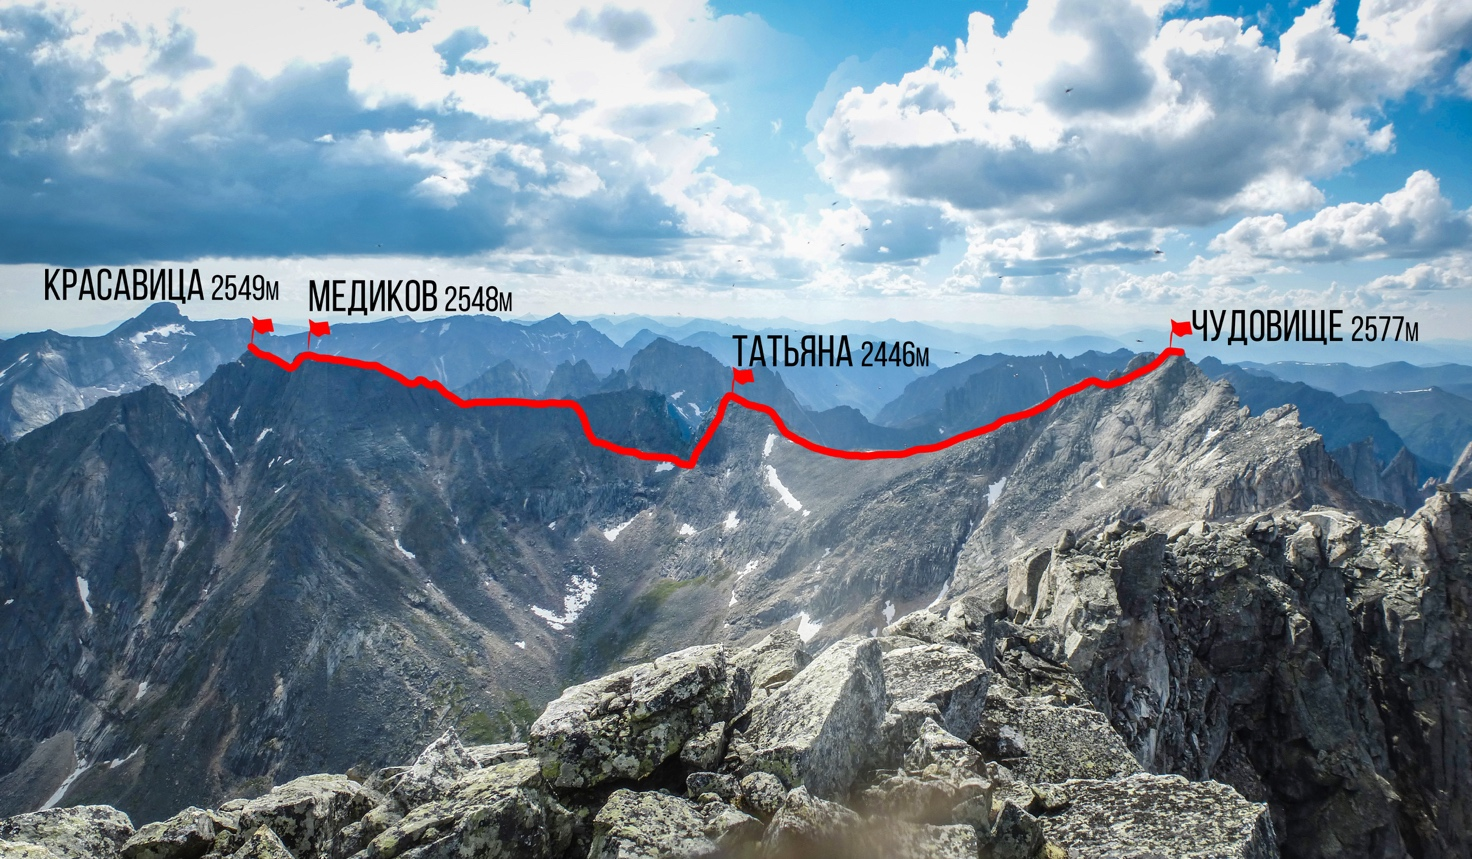 КРАСАВИЦА 2549м
МЕДИКОВ 2548м
ТАТЬЯНА 2446м
ЧУДОВИЩЕ 2577м